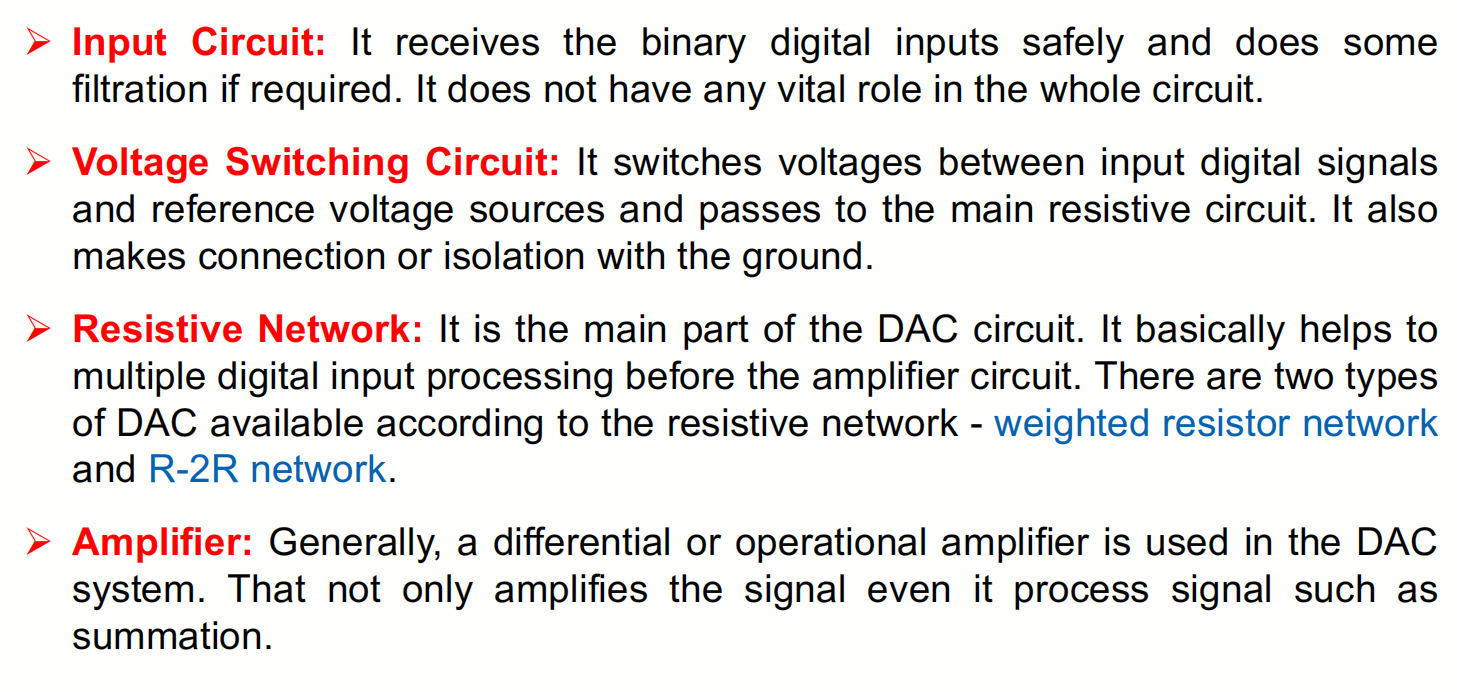 ➢ Input Circuit: It receives the binary digital inputs safely and does some
filtration if required. It does not have any vital role in the whole circuit.
➢ Voltage Switching Circuit: It switches voltages between input digital signals
and reference voltage sources and passes to the main resistive circuit. It also
makes connection or isolation with the ground.
➢ Resistive Network: It is the main part of the DAC circuit. It basically helps to
multiple digital input processing before the amplifier circuit. There are two types
of DAC available according to the resistive network - weighted resistor network
and R-2R network.
➢ Amplifier: Generally, a differential or operational amplifier is used in the DAC
system. That not only amplifies the signal even it process signal such as
summation.